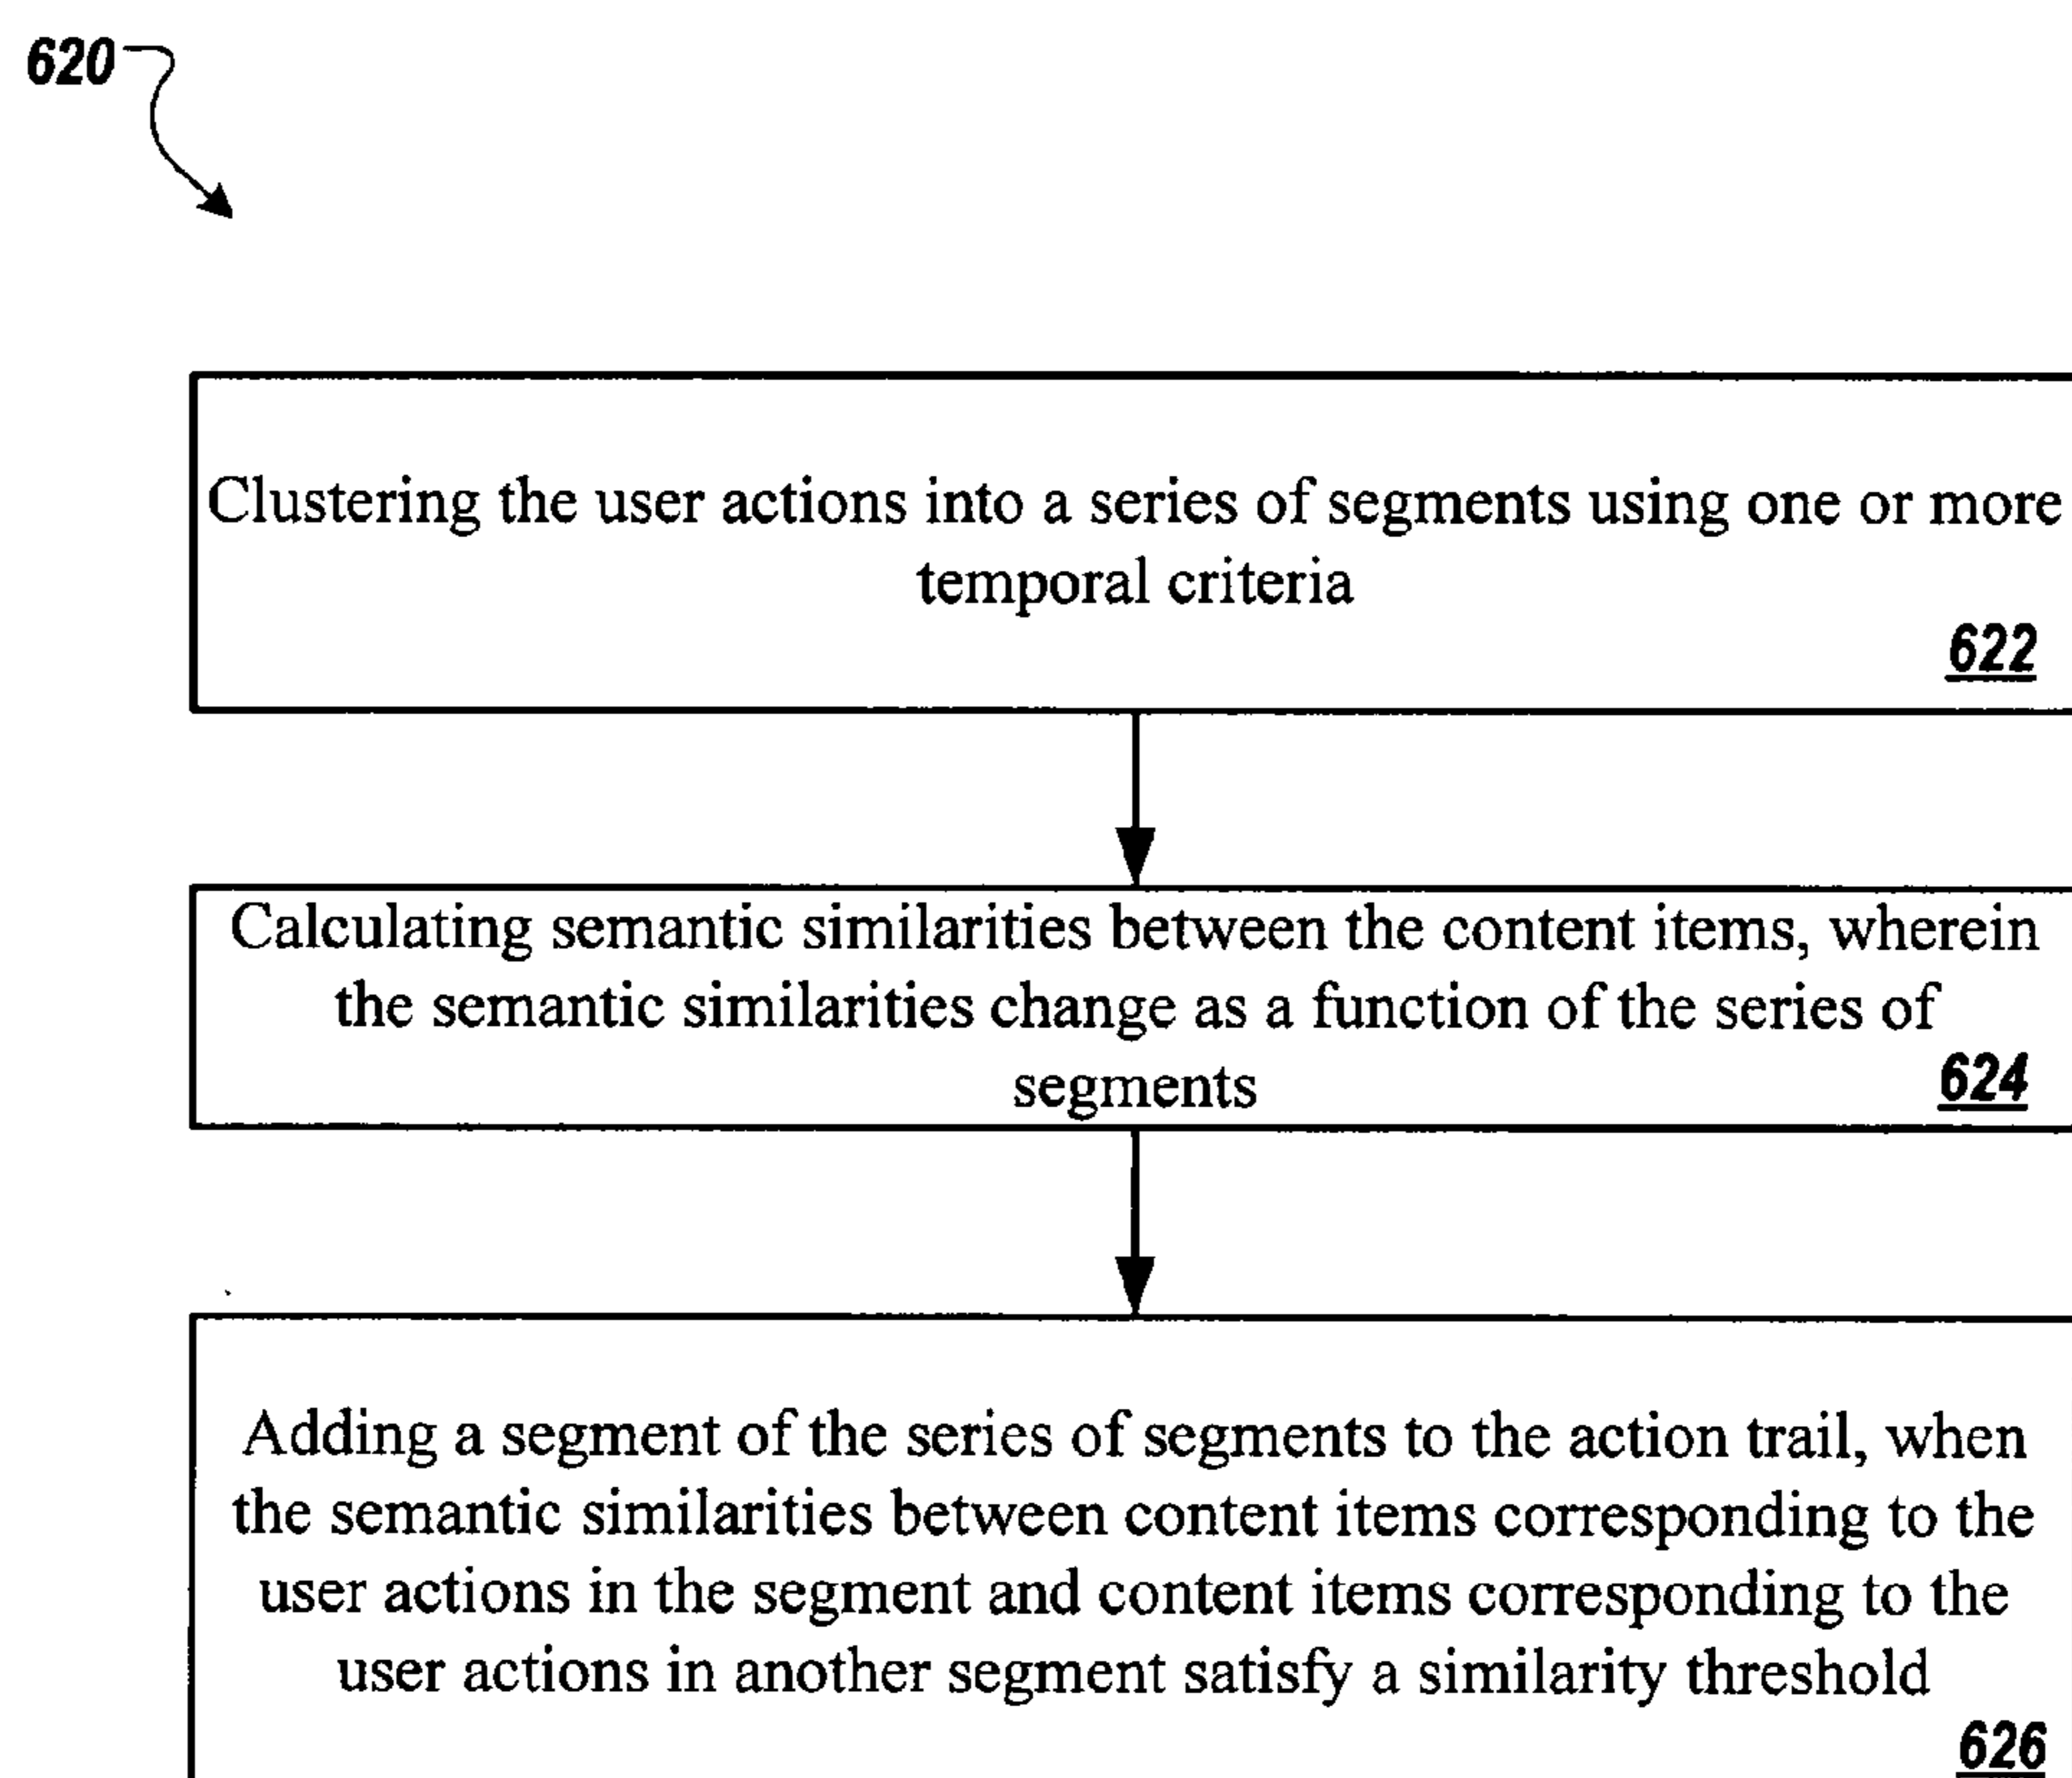 620
Clustering the user actions into a series of segments using one or more
temporal criteria
622
Calculating semantic similarities between the content items, wherein
the semantic similarities change as a function of the series of
segments
624
Adding a segment of the series of segments to the action trail, when
the semantic similarities between content items corresponding to the
user actions in the segment and content items corresponding to the
user actions in another segment satisfy a similarity threshold
626